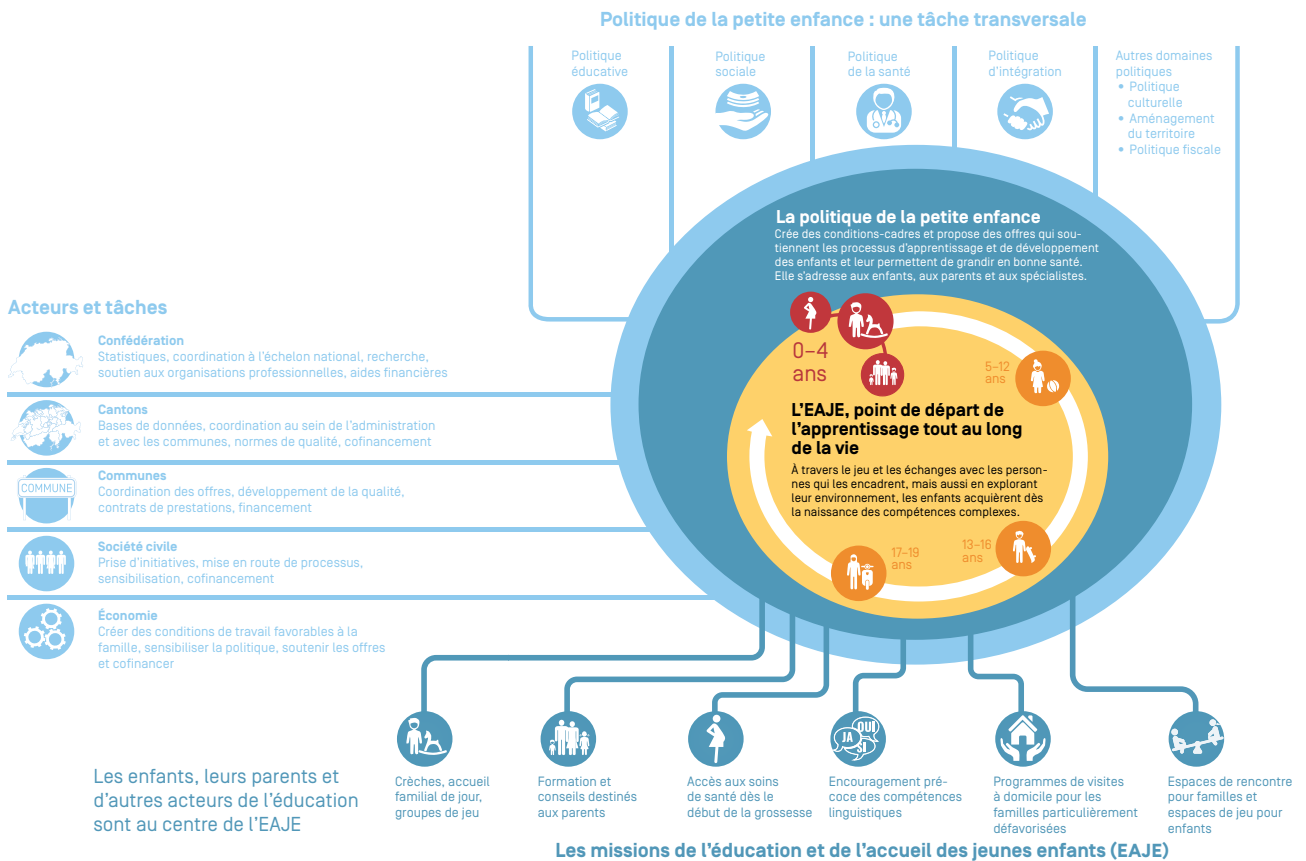 Politique de la petite enfance : une tâche transversale
Politique
éducative
Politique
sociale
Politique
de la santé
Politique
d'intégration
Autres domaines
politiques
• Politique
culturelle
• Aménagement
du territoire
• Politique fiscale
La politique de la petite enfance
Crée des conditions-cadres et propose des offres qui sou-
tiennent les processus d'apprentissage et de développement
des enfants et leur permettent de grandir en bonne santé.
Elle s'adresse aux enfants, aux parents et aux spécialistes.
0–4
ans
5–12
ans
L'EAJE, point de départ de
l'apprentissage tout au long
de la vie
À travers le jeu et les échanges avec les person-
nes qui les encadrent, mais aussi en explorant
leur environnement, les enfants acquièrent dès
la naissance des compétences complexes.
13–16
ans
17–19
ans
Acteurs et tâches
Confédération
Statistiques, coordination à l'échelon national, recherche,
soutien aux organisations professionnelles, aides financières
Cantons
Bases de données, coordination au sein de l'administration
et avec les communes, normes de qualité, cofinancement
COMMUNE
Communes
Coordination des offres, développement de la qualité,
contrats de prestations, financement
Société civile
Prise d'initiatives, mise en route de processus,
sensibilisation, cofinancement
Économie
Créer des conditions de travail favorables à la
famille, sensibiliser la politique, soutenir les offres
et cofinancer
Les enfants, leurs parents et
d'autres acteurs de l'éducation
sont au centre de l'EAJE
Crèches, accueil
familial de jour,
groupes de jeu
Formation et
conseils destinés
aux parents
Accès aux soins
de santé dès le
début de la grossesse
OUI
JA
SI
Encouragement pré-
coce des compétences
linguistiques
Programmes de visites
à domicile pour les
familles particulièrement
défavorisées
Espaces de rencontre
pour familles et
espaces de jeu pour
enfants
Les missions de l'éducation et de l'accueil des jeunes enfants (EAJE)